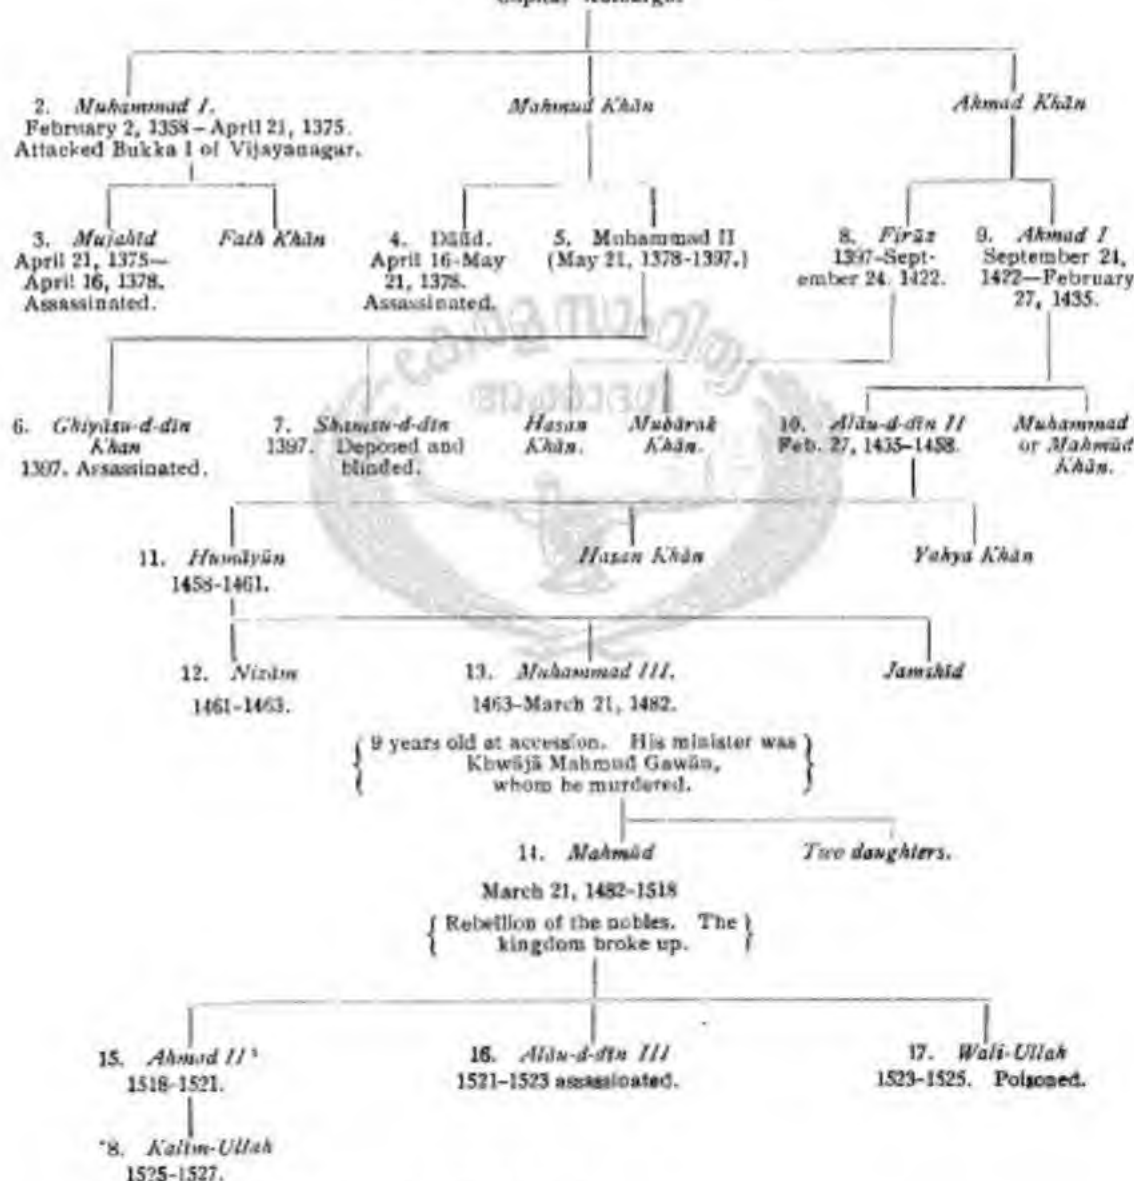 2. Muhammad I.
February 2, 1358 – April 21, 1375.
Attacked Bukka I of Vijayanagar.
Mahmud Khān
Ahmad Khān
3. Mujahid
April 21, 1375—
April 16, 1378.
Assassinated.
Fath Khān
4. Dāūd.
April 16-May
21, 1378.
Assassinated.
5. Muhammad II
(May 21, 1378-1397.)
8. Firūz
1397-Sept-
ember 24, 1422.
9. Ahmad I
September 24,
1422—February
27, 1435.
6. Ghiyāsu-d-dīn
Khan
1397. Assassinated.
7. Shamsu-d-dīn
1397. Deposed and
blinded.
Hasan
Khān.
Mubārak
Khān.
10. Alāu-d-dīn II
Feb. 27, 1435-1458.
Muhammad
or Mahmūd
Khān.
11. Humāyūn
1458-1461.
Hasan Khān
Yahya Khān
12. Nizām
1461-1463.
13. Muhammad III.
1463-March 21, 1482.
Jamshīd
{ 9 years old at accession. His minister was }
Khwājā Mahmud Gawān,
whom he murdered.
14. Mahmūd
Two daughters.
March 21, 1482-1518
{ Rebellion of the nobles. The }
kingdom broke up.
15. Ahmad II
1518-1521.
16. Alāu-d-dīn III
1521-1523 assassinated.
17. Wali-Ullah
1523-1525. Poisoned.
8. Kalim-Ullah
1525-1527.